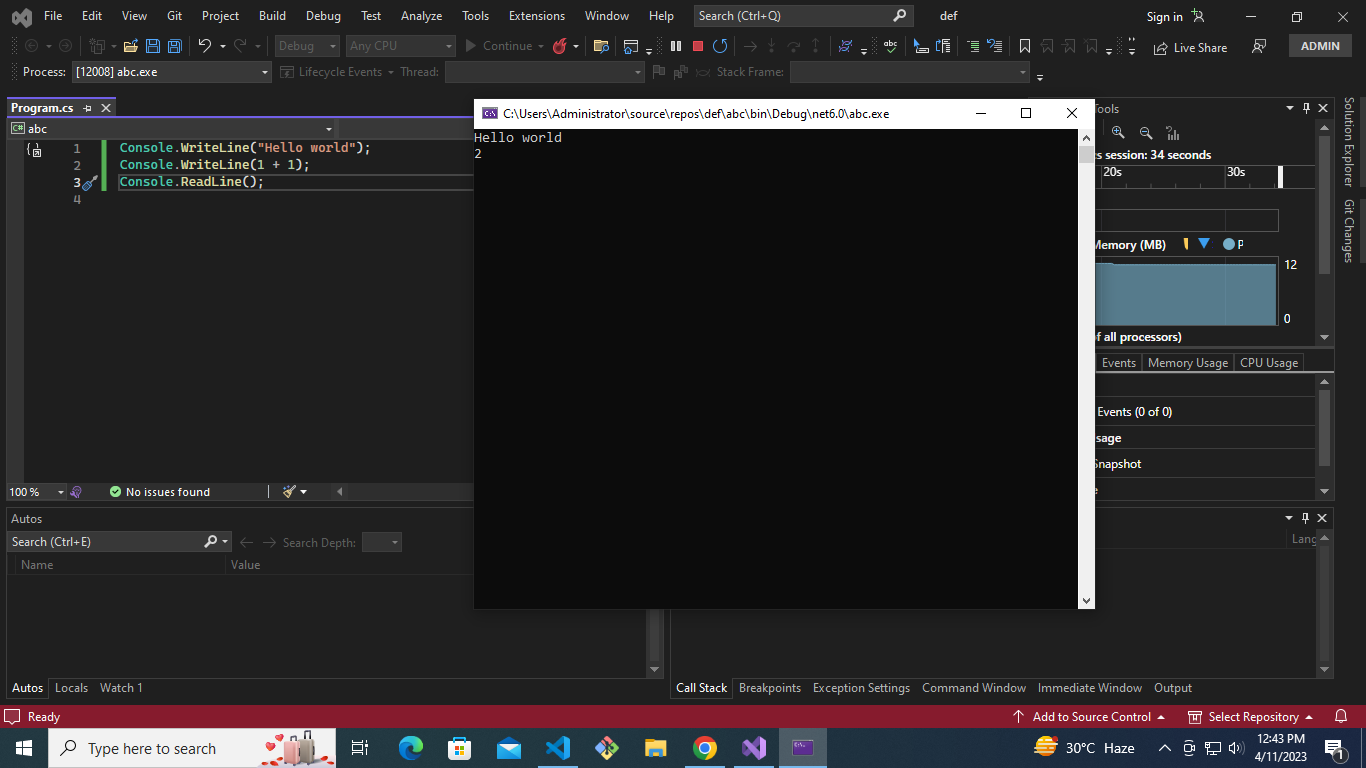 File Edit View Git Project Build Debug Test Analyze Tools Extensions Window Help Search (Ctrl+Q) def Sign in
Debug Any CPU Continue Live Share ADMIN
Process: [12008] abc.exe Lifecycle Events Thread: Stack Frame:
Program.cs
abc
1 Console.WriteLine("Hello world");
2 Console.WriteLine(1 + 1);
3 Console.ReadLine();
4
C:\Users\Administrator\source\repos\def\abc\bin\Debug\net6.0\abc.exe
Hello world
2
Tools
session: 34 seconds
20s 30s
Memory (MB) P
12
0
of all processors)
Events Memory Usage CPU Usage
Events (0 of 0)
Snapshot
Solution Explorer
Git Changes
100 % No issues found
Autos
Search (Ctrl+E) Search Depth:
Name Value
Lang
Autos Locals Watch 1
Call Stack Breakpoints Exception Settings Command Window Immediate Window Output
Ready Add to Source Control Select Repository
Type here to search 30°C Haze 12:43 PM
4/11/2023
1